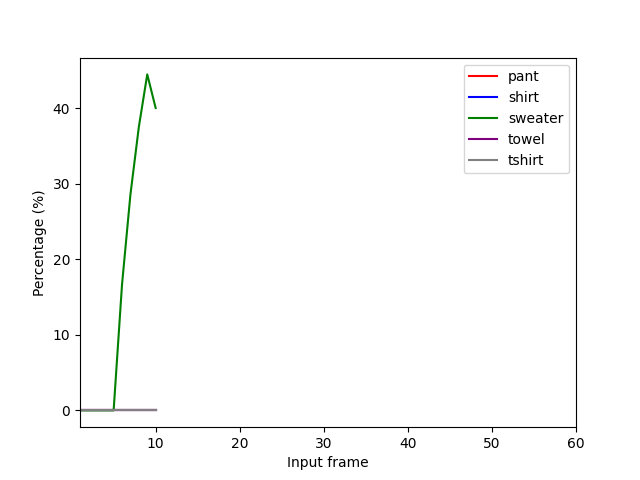 pant
shirt
sweater
towel
tshirt
Percentage (%)
40
30
20
10
0
10 20 30 40 50 60
Input frame